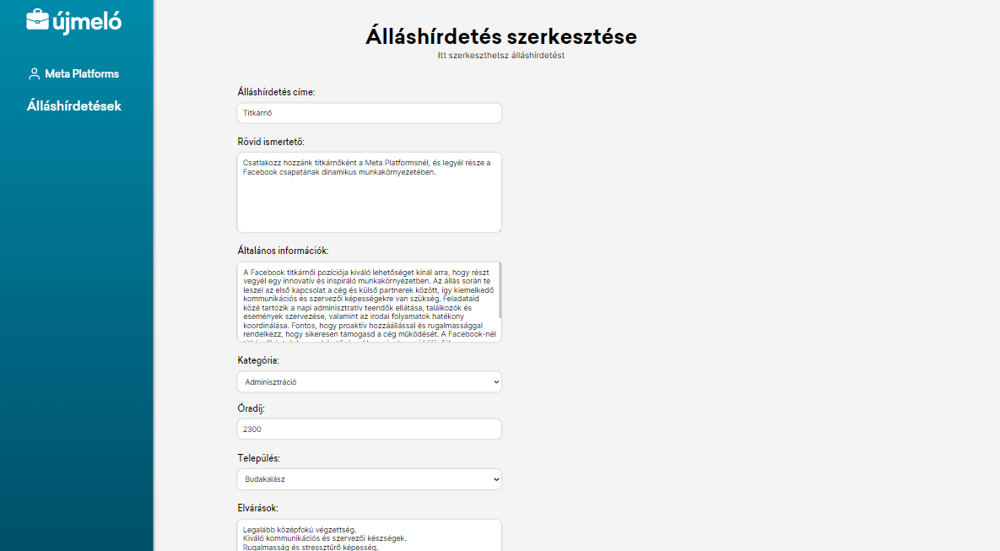 újmeló
Meta Platforms
Álláshirdetések
Álláshírdetés szerkesztése
Itt szerkeszthetsz álláshírdetést
Álláshírdetés címe:
Titkárnő
Rövid ismertető:
Csatlakozz hozzánk titkárnőként a Meta Platformsnél, és legyél része a
Facebook csapatának dinamikus munkakörnyezetében.
Általános információk:
A Facebook titkárnői pozíciója kiváló lehetőséget kínál arra, hogy részt
vegyél egy innovatív és inspiráló munkakörnyezetben. Az állás során te
leszel az első kapcsolat a cég és külső partnerek között, így kiemelkedő
kommunikációs és szervezői képességekre van szükség. Feladataid
közé tartozik a napi adminisztratív teendők ellátása, találkozók és
események szervezése, valamint az irodai folyamatok hatékony
koordinálása. Fontos, hogy proaktív hozzáállással és rugalmassággal
rendelkezz, hogy sikeresen támogasd a cég működését. A Facebook-nél
Kategória:
Adminisztráció
Óradíj:
2300
Település:
Budakalász
Elvárások:
Legalább középfokú végzettség.
Kiváló kommunikációs és szervezői készségek.
Rugalmasság és stressztűrő képesség.